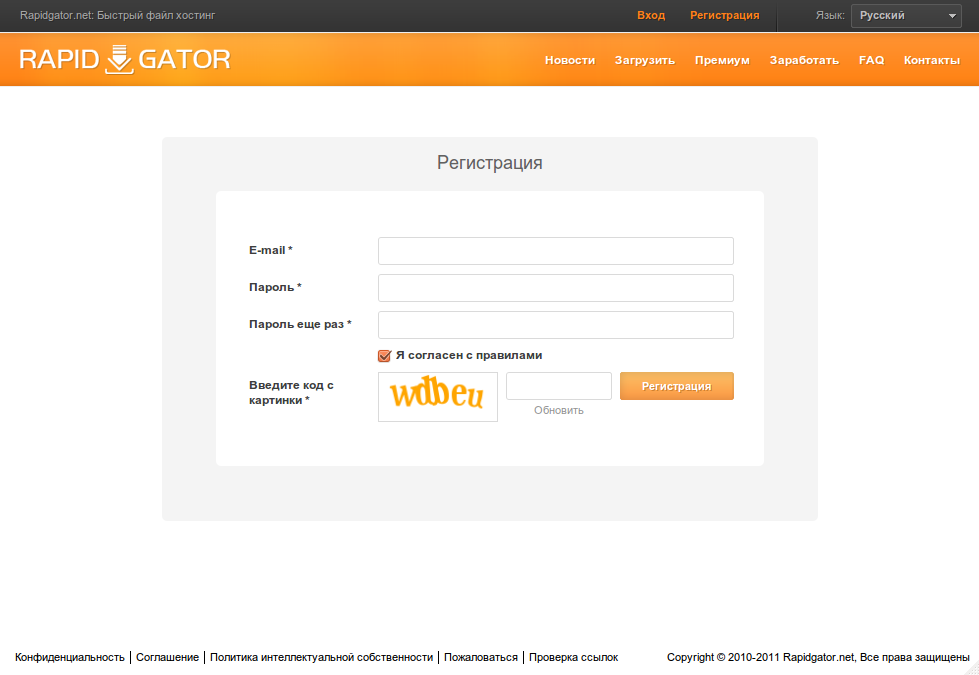 Rapidgator.net: Быстрый файл хостинг Вход Регистрация Язык: Русский
RAPID GATOR Новости Загрузить Премиум Заработать FAQ Контакты
Регистрация
E-mail *
Пароль *
Пароль еще раз *
Я согласен с правилами
Введите код с
картинки *
wdbeu
Регистрация
Обновить
Конфиденциальность | Соглашение | Политика интеллектуальной собственности | Пожаловаться | Проверка ссылок Copyright © 2010-2011 Rapidgator.net, Все права защищены